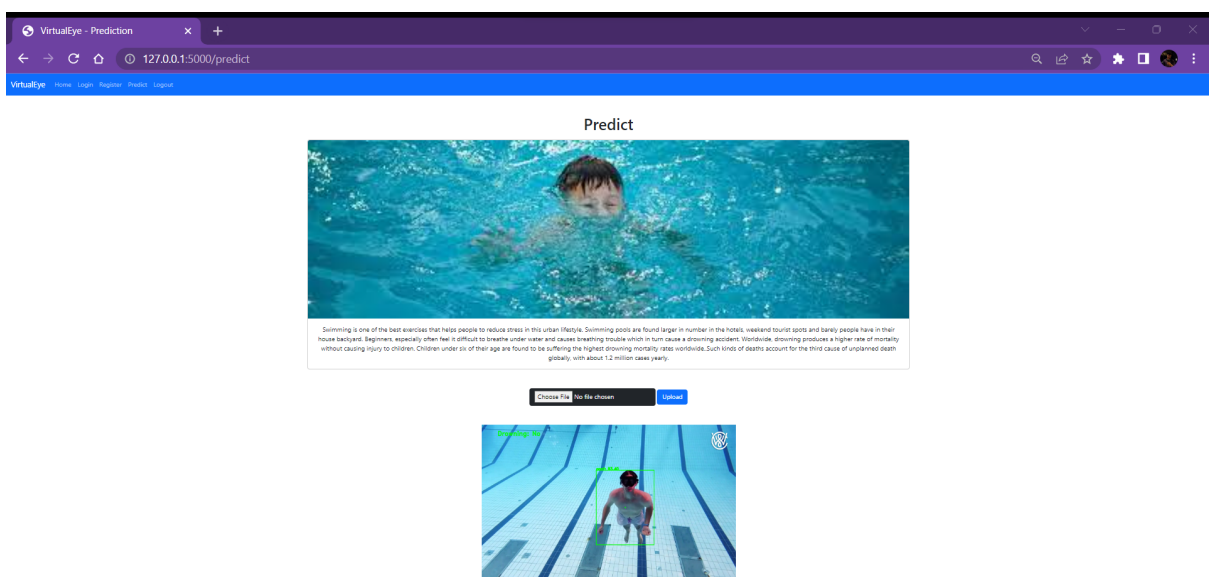 VirtualEye - Prediction
127.0.0.1:5000/predict
VirtualEye Home Login Register Predict Logout
Predict
Swimming is one of the best exercises that helps people to reduce stress in this urban lifestyle. Swimming pools are found larger in number in the hotels, weekend tourist spots and barely people have in their
house backyard. Beginners, especially often feel it difficult to breathe under water and causes breathing trouble which in turn cause a drowning accident. Worldwide, drowning produces a higher rate of mortality
without causing injury to children. Children under six of their age are found to be suffering the highest drowning mortality rates worldwide..Such kinds of deaths account for the third cause of unplanned death
globally, with about 1.2 million cases yearly.
Choose File No file chosen Upload